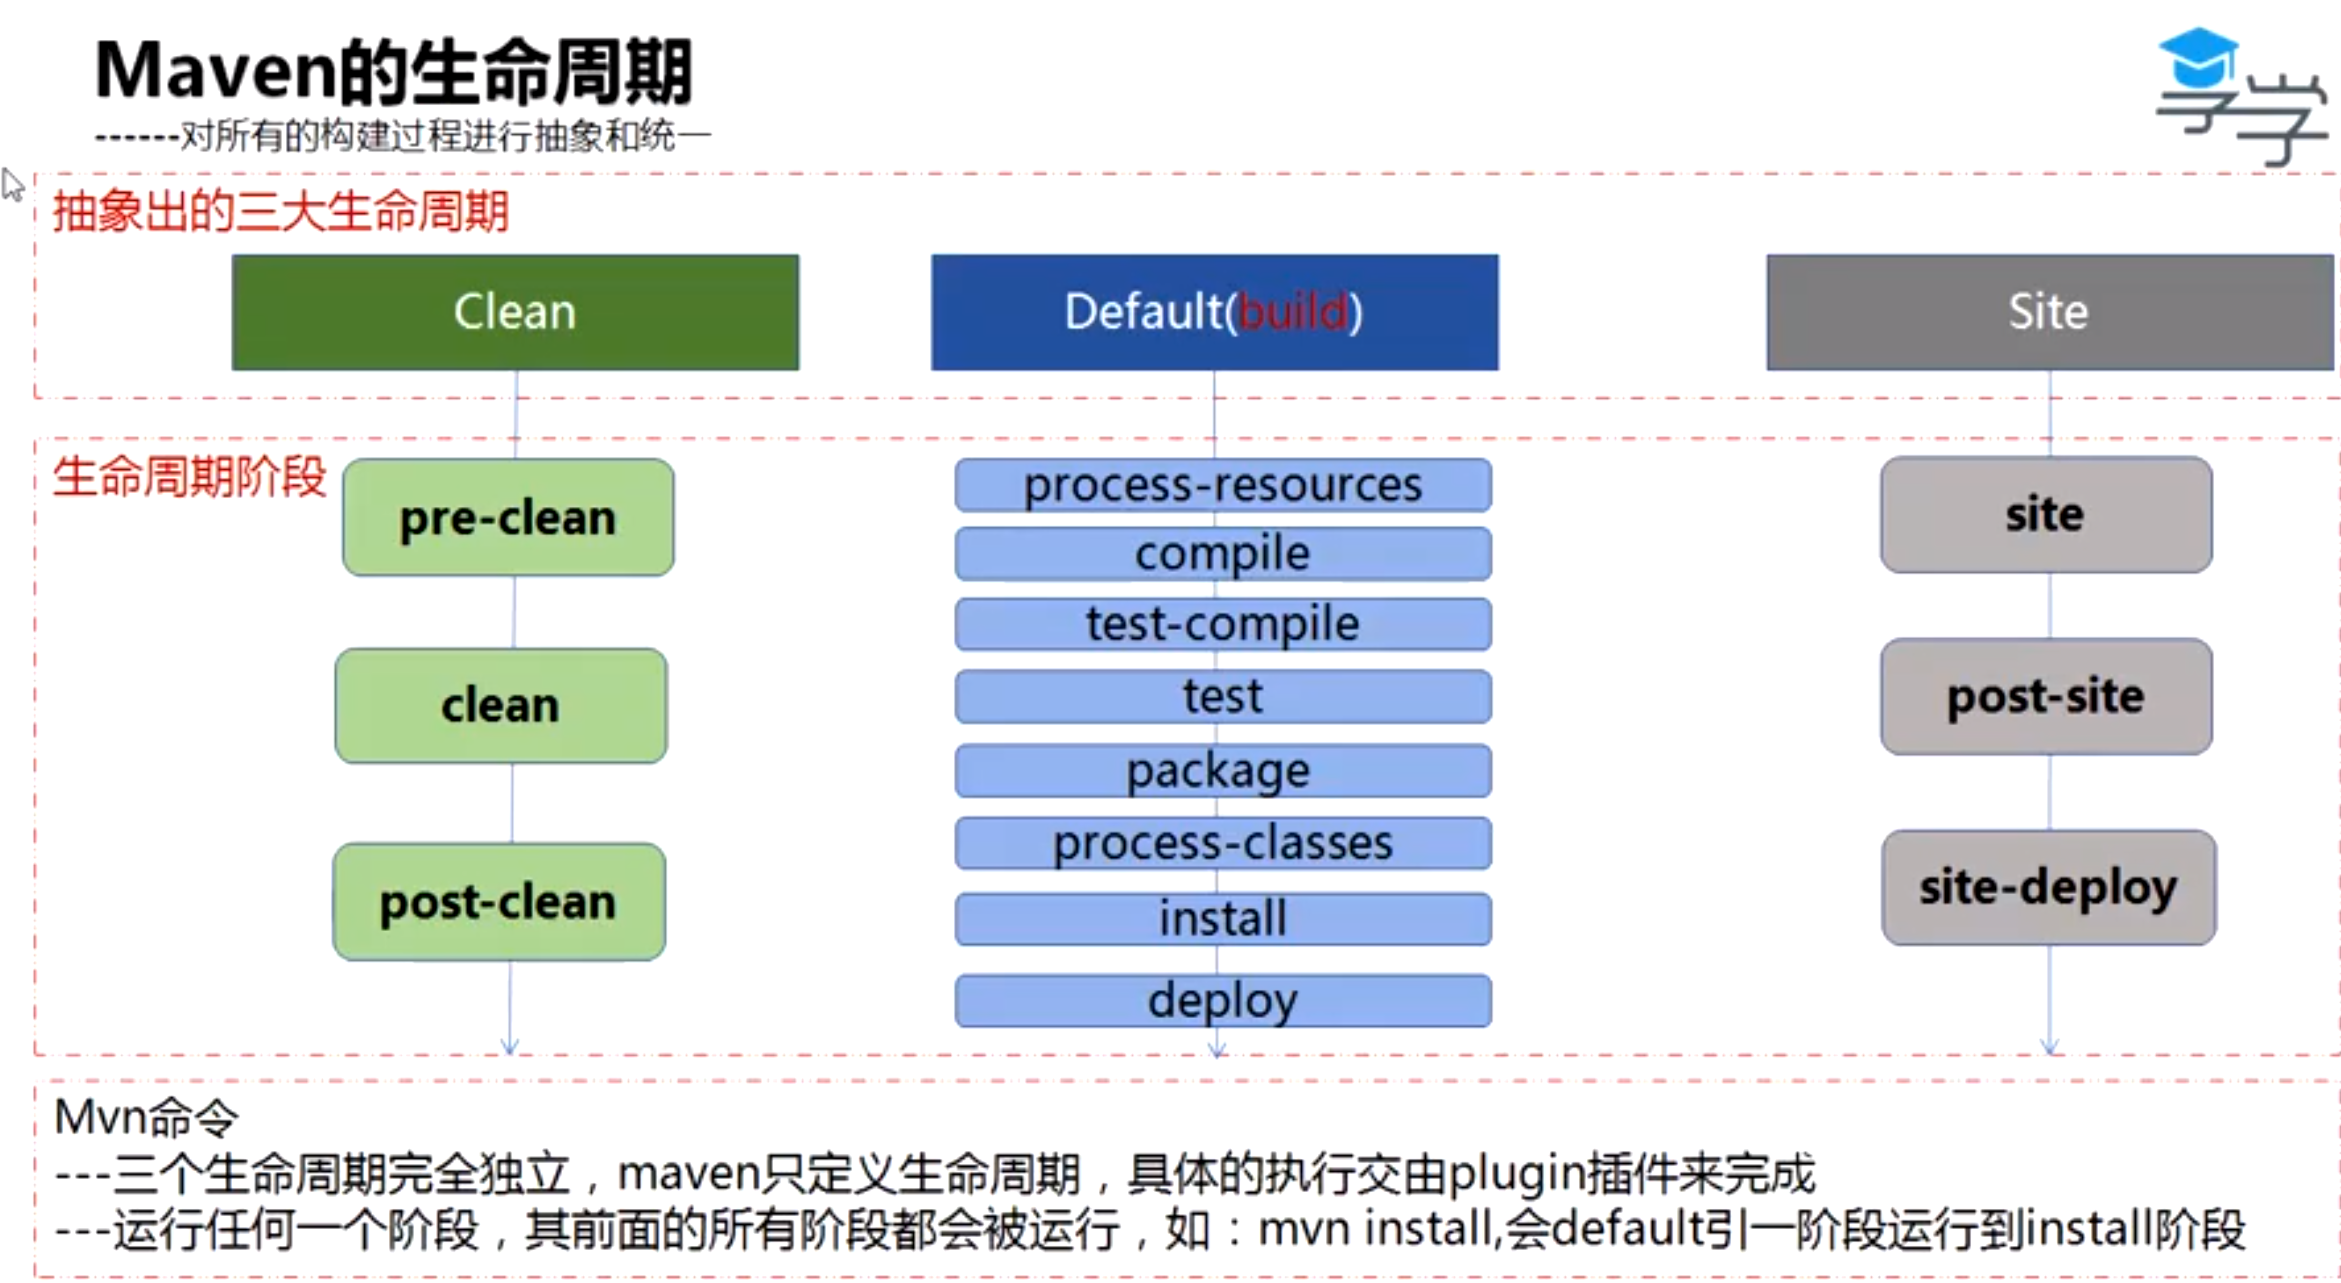 Maven的生命周期
------对所有的构建过程进行抽象和统一
享学
抽象出的三大生命周期
Clean
Default(build)
Site
生命周期阶段
pre-clean
clean
post-clean
process-resources
compile
test-compile
test
package
process-classes
install
deploy
site
post-site
site-deploy
Mvn命令
---三个生命周期完全独立，maven只定义生命周期，具体的执行交由plugin插件来完成
---运行任何一个阶段，其前面的所有阶段都会被运行，如：mvn install,会default引一阶段运行到install阶段